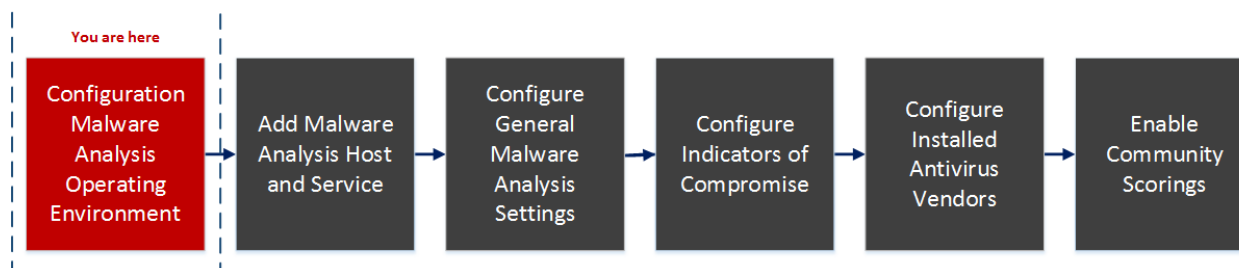 You are here
Configuration
Malware
Analysis
Operating
Environment
Add Malware
Analysis Host
and Service
Configure
General
Malware
Analysis
Settings
Configure
Indicators of
Compromise
Configure
Installed
Antivirus
Vendors
Enable
Community
Scorings